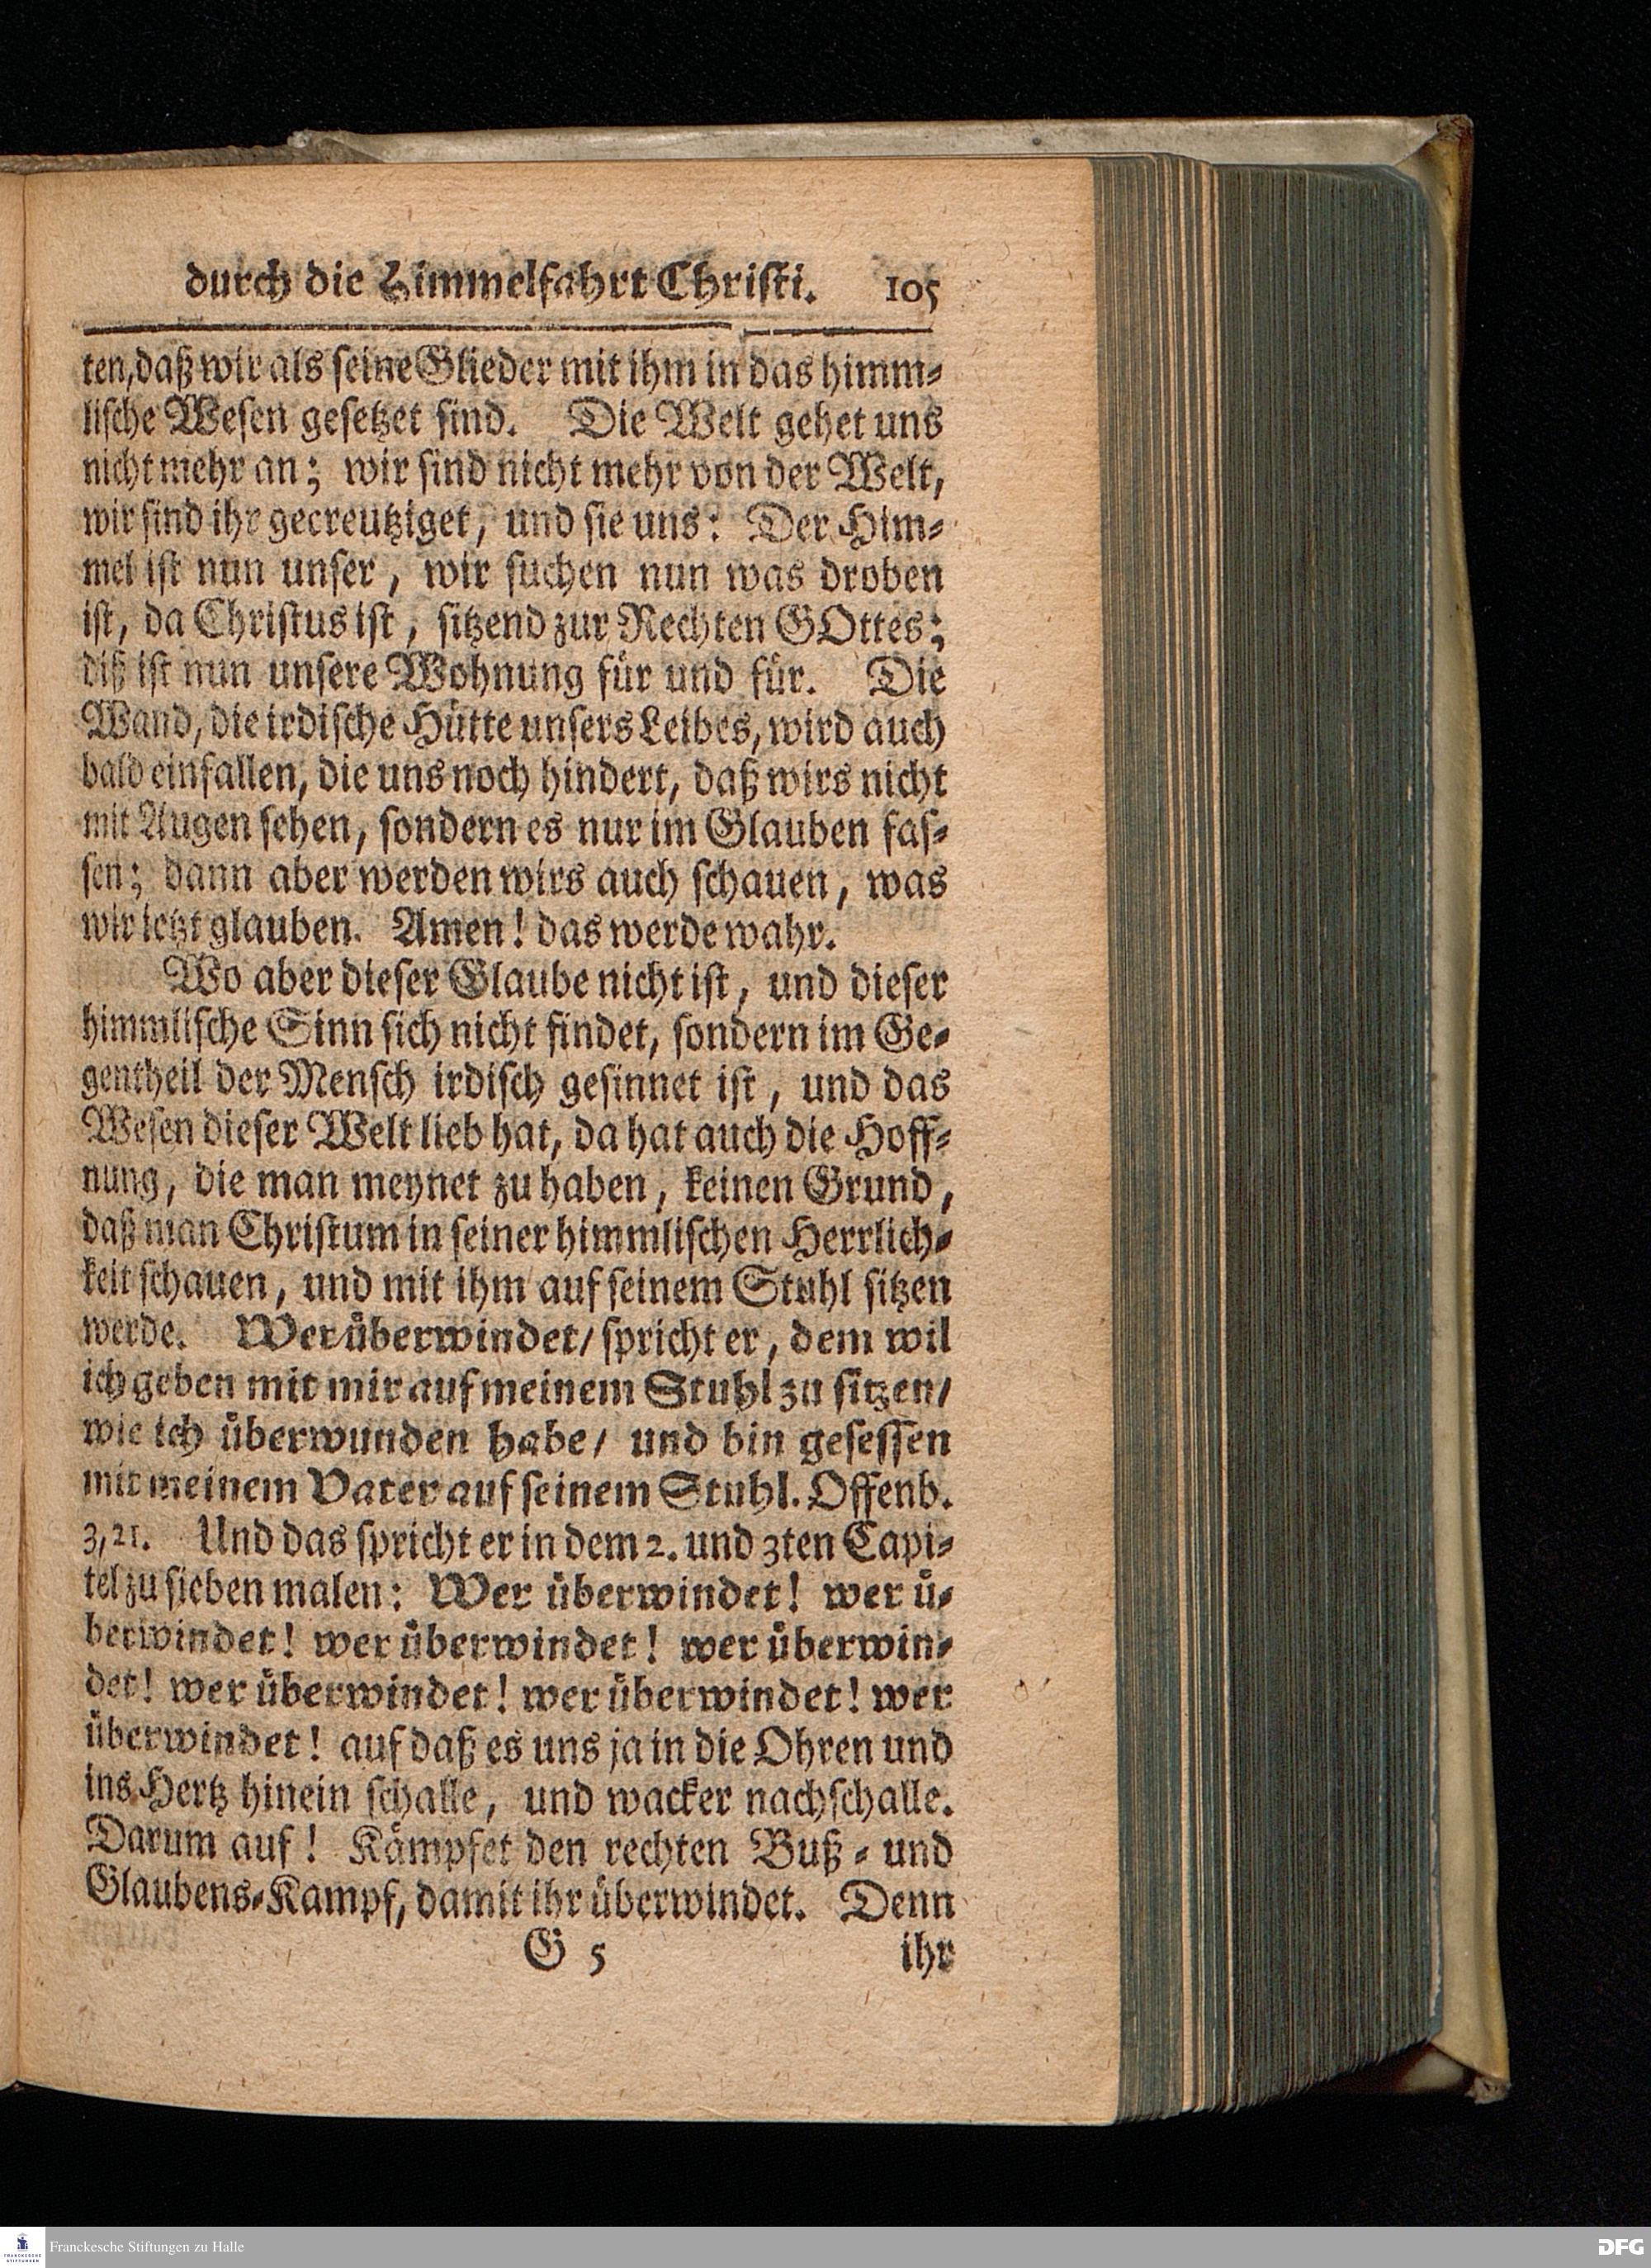 durch die Himmelfahrt Christi. 105
ten, daß wir als seine Glieder mit ihm in das himm-
lische Wesen gesetzet sind. Die Welt gehet uns
nicht mehr an; wir sind nicht mehr von der Welt,
wir sind ihr gecreutziget, und sie uns: Der Him-
mel ist nun unser, wir suchen nun was droben
ist, da Christus ist, sitzend zur Rechten GOttes;
diß ist nun unsere Wohnung für und für. Die
Wand, die irdische Hütte unsers Leibes, wird auch
bald einfallen, die uns noch hindert, daß wirs nicht
mit Augen sehen, sondern es nur im Glauben fas-
sen; dann aber werden wirs auch schauen, was
wir ietzt glauben. Amen! das werde wahr.
Wo aber dieser Glaube nicht ist, und dieser
himmlische Sinn sich nicht findet, sondern im Ge-
gentheil der Mensch irdisch gesinnet ist, und das
Wesen dieser Welt lieb hat, da hat auch die Hoff-
nung, die man meynet zu haben, keinen Grund,
daß man Christum in seiner himmlischen Herrlich-
keit schauen, und mit ihm auf seinem Stuhl sitzen
werde. Wer überwindet/ spricht er, dem wil
ich geben mit mir auf meinem Stuhl zu sitzen/
wie ich überwunden habe/ und bin gesessen
mit meinem Vater auf seinem Stuhl. Offenb.
3, 21. Und das spricht er in dem 2. und 3ten Capi-
tel zu sieben malen: Wer überwindet! wer ü-
berwindet! wer überwindet! wer überwin-
det! wer überwindet! wer überwindet! wer
überwindet! auf daß es uns ja in die Ohren und
ins Hertz hinein schalle, und wacker nachschalle.
Darum auf! Kämpfet den rechten Buß- und
Glaubens-Kampf, damit ihr überwindet. Denn
G 5 ihr
FRANCKESCHE STIFTUNGEN
Franckesche Stiftungen zu Halle
DFG